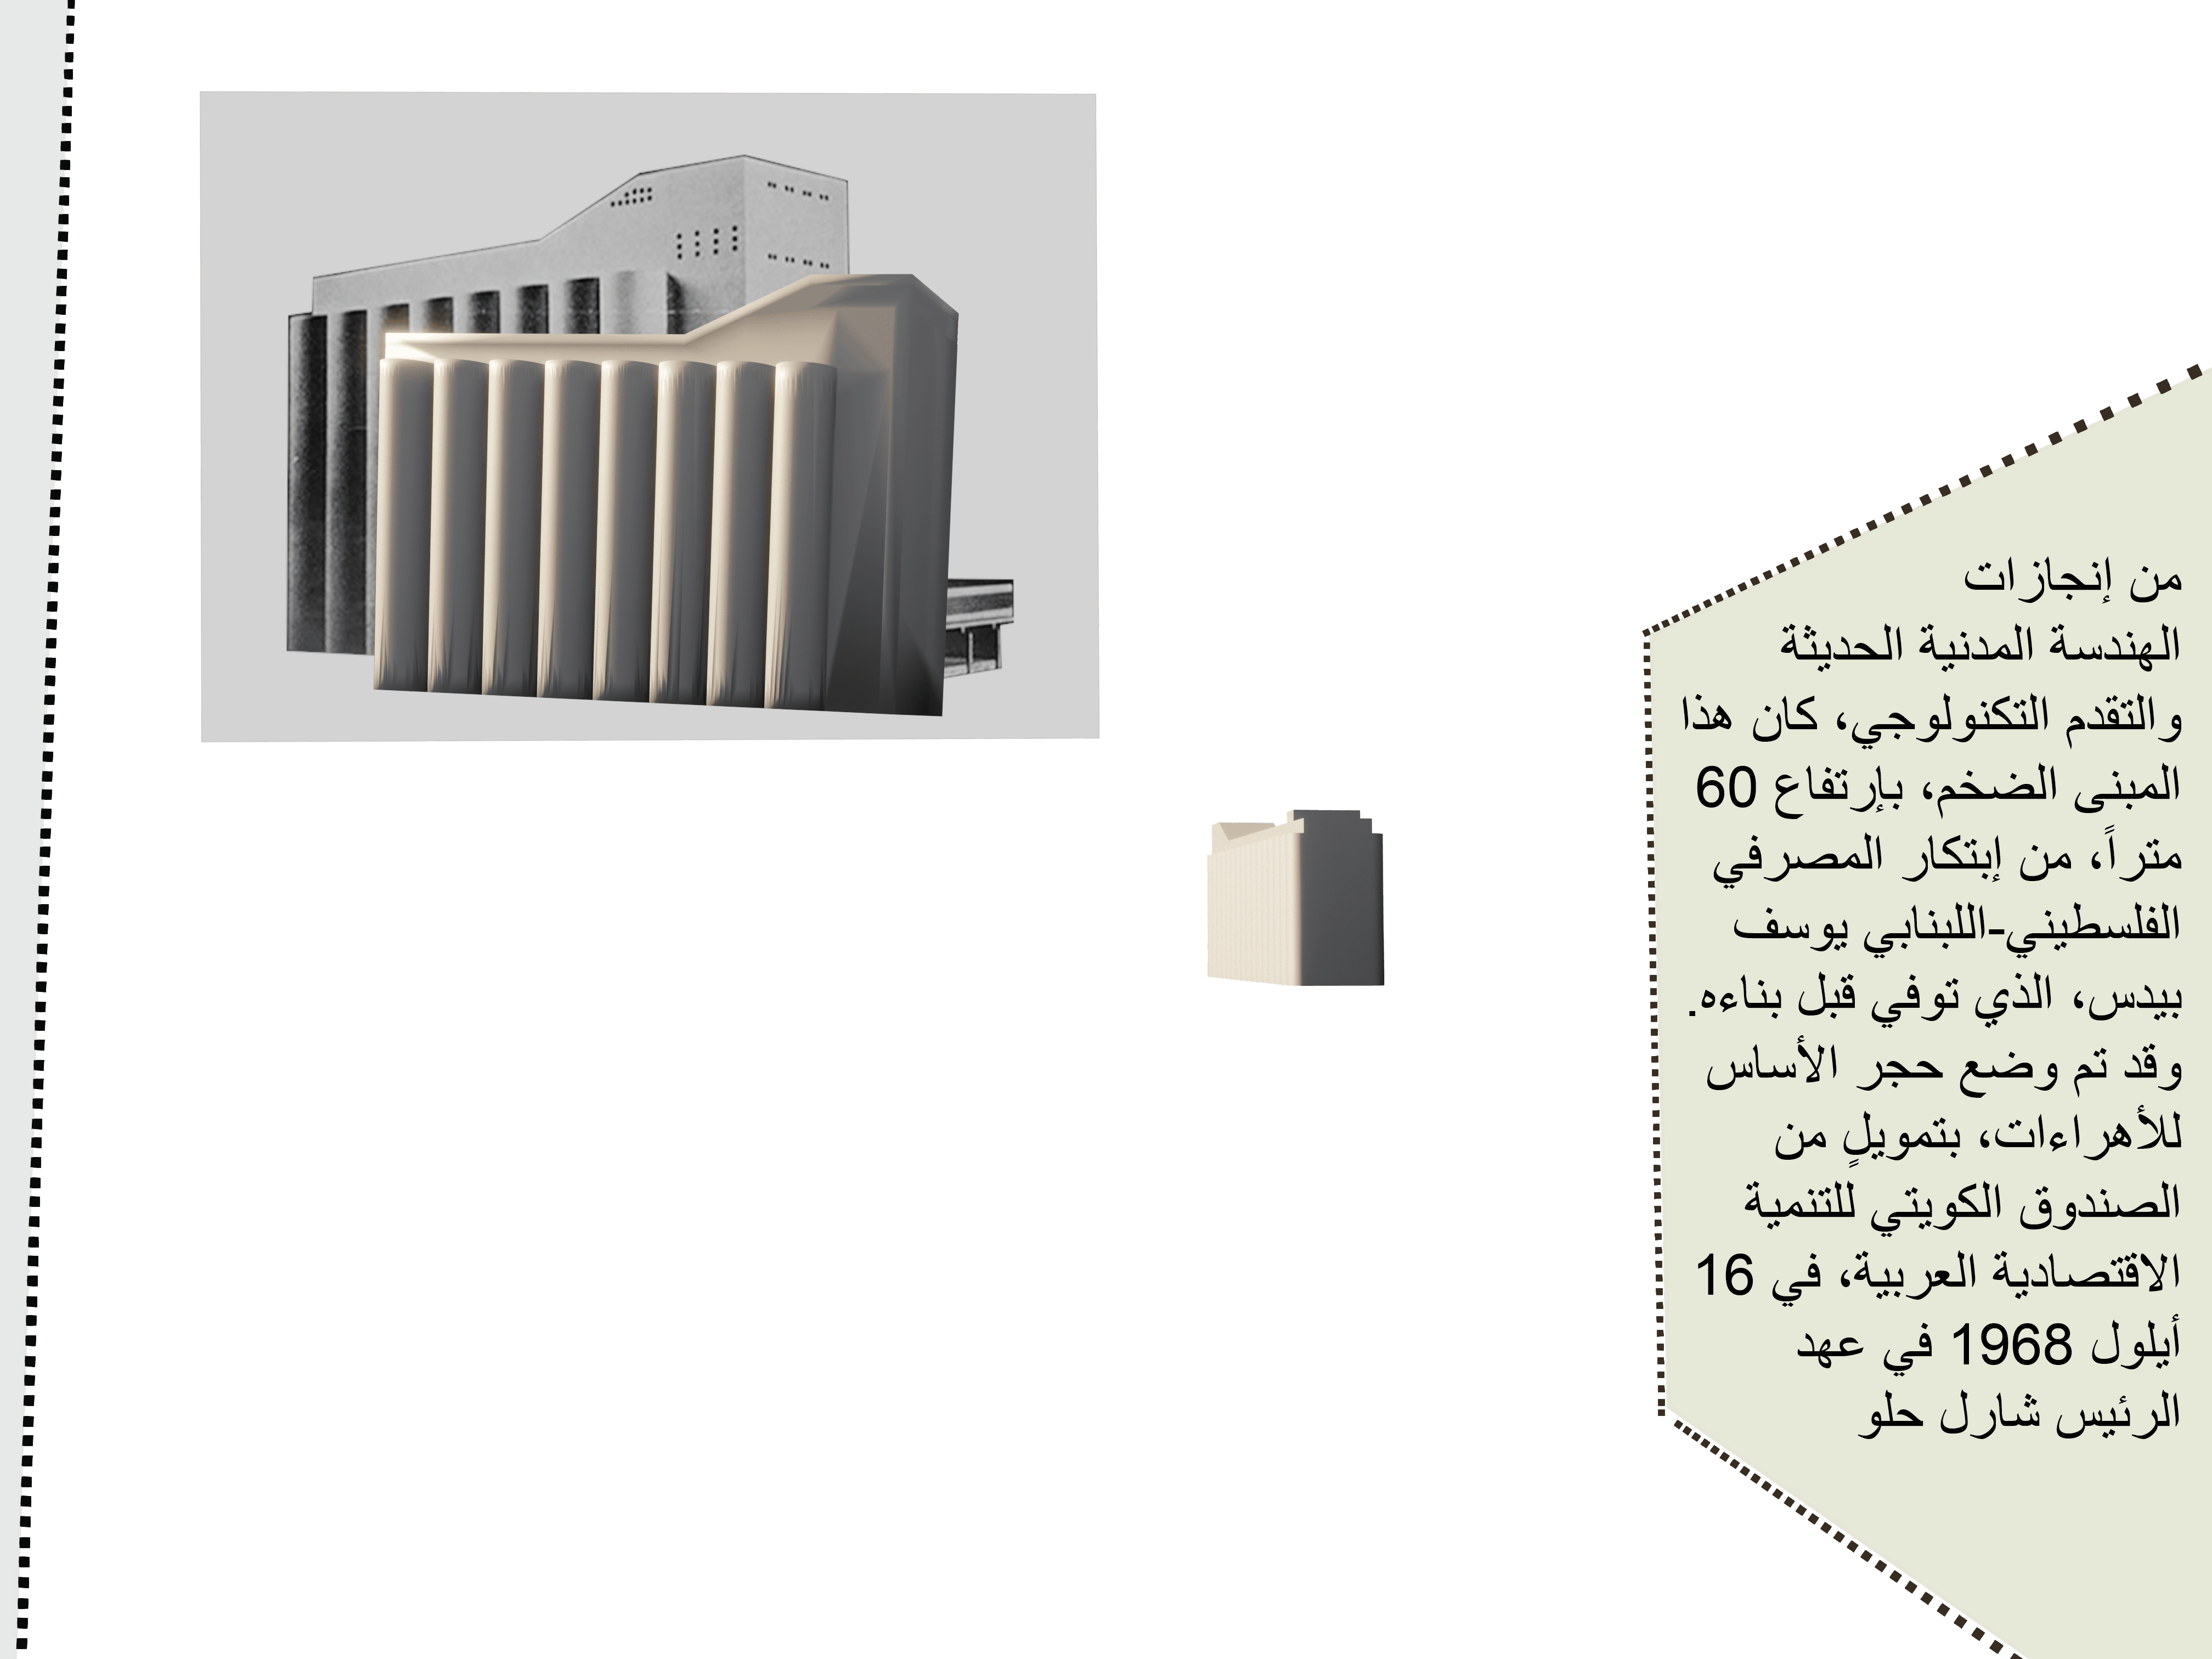 من إنجازات
الهندسة المدنية الحديثة
والتقدم التكنولوجي، كان هذا
المبنى الضخم، بإرتفاع 60
متراً، من إبتكار المصرفي
الفلسطيني-اللبنابي يوسف
بيدس، الذي توفي قبل بناءه.
وقد تم وضع حجر الأساس
للأهراءات، بتمويلٍ من
الصندوق الكويتي للتنمية
الاقتصادية العربية، في 16
أيلول 1968 في عهد
الرئيس شارل حلو